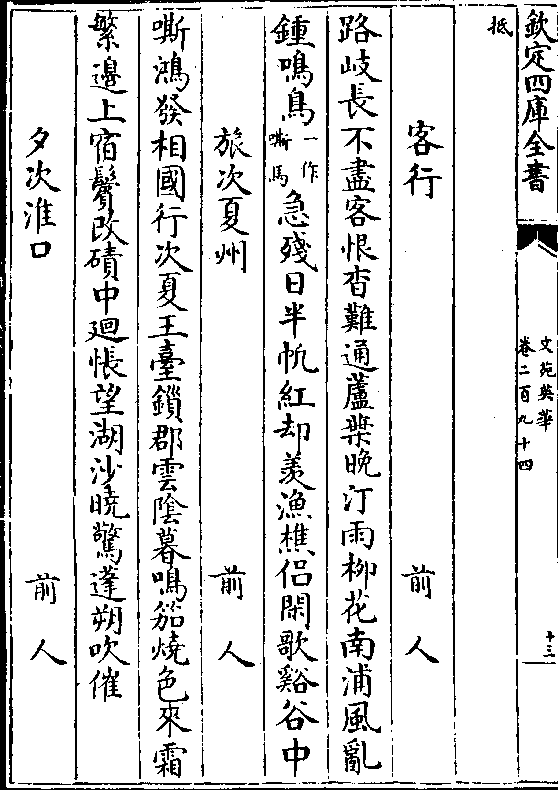 欽定四庫全書
文苑英華
卷二百九十四
十三
抵
客行 前人
路岐長不盡客恨杳難通蘆葉晚汀雨柳花南浦風亂
鍾鳴鳥一作嘶馬急殘日半帆紅却羨漁樵侶閑歌谿谷中
旅次夏州 前人
嘶鴻發相國行次夏王臺鎖郡雲陰暮鳴笳燒色來霜
繁邊上宿鬢改磧中廻悵望湖沙曉驚蓬朔吹催
夕次淮口 前人